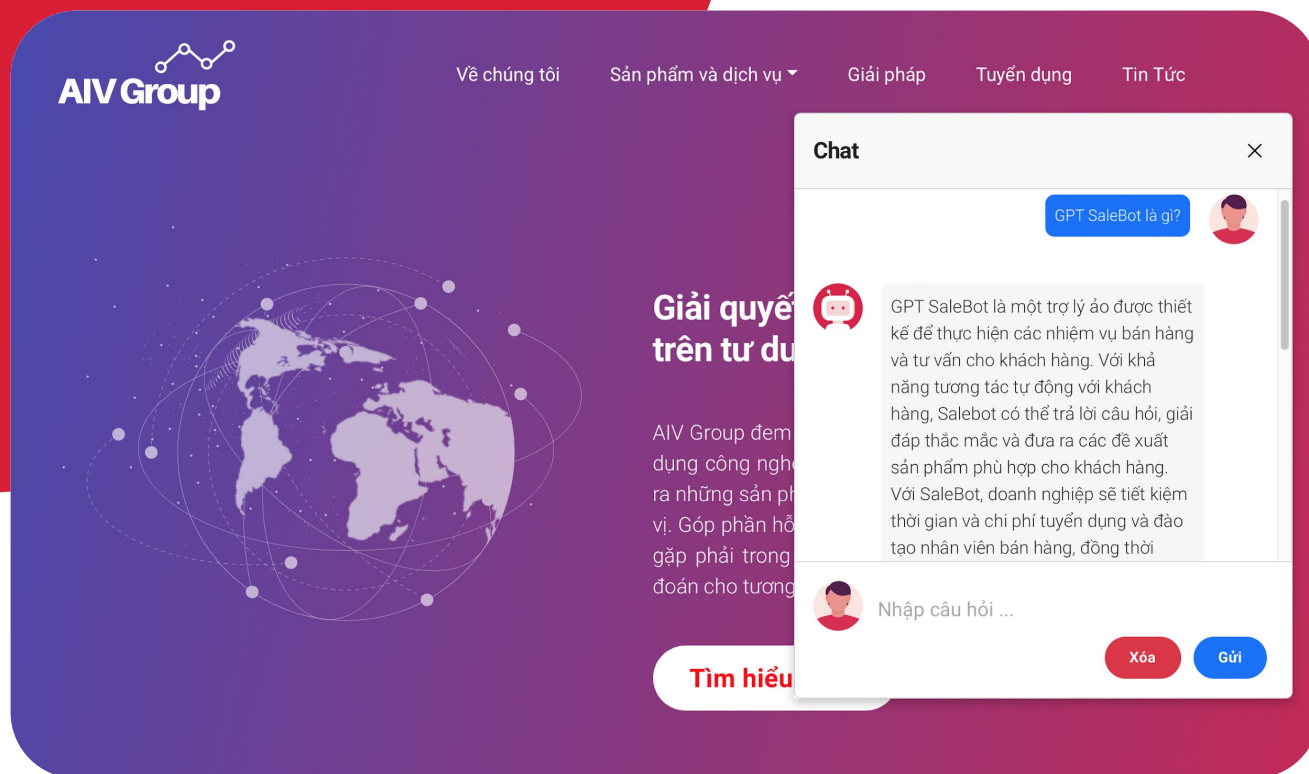 AIV Group
Về chúng tôi
Sản phẩm và dịch vụ
Giải pháp
Tuyển dụng
Tin Tức
Giải quyế
trên tư du
AIV Group đem
dụng công ngh
ra những sản ph
vị. Góp phần hỗ
gặp phải trong
đoán cho tương
Tìm hiểu
Chat
GPT SaleBot là gì?
GPT SaleBot là một trợ lý ảo được thiết
kế để thực hiện các nhiệm vụ bán hàng
và tư vấn cho khách hàng. Với khả
năng tương tác tự động với khách
hàng, Salebot có thể trả lời câu hỏi, giải
đáp thắc mắc và đưa ra các đề xuất
sản phẩm phù hợp cho khách hàng.
Với SaleBot, doanh nghiệp sẽ tiết kiệm
thời gian và chi phí tuyển dụng và đào
tạo nhân viên bán hàng, đồng thời
Nhập câu hỏi ...
Xóa
Gửi